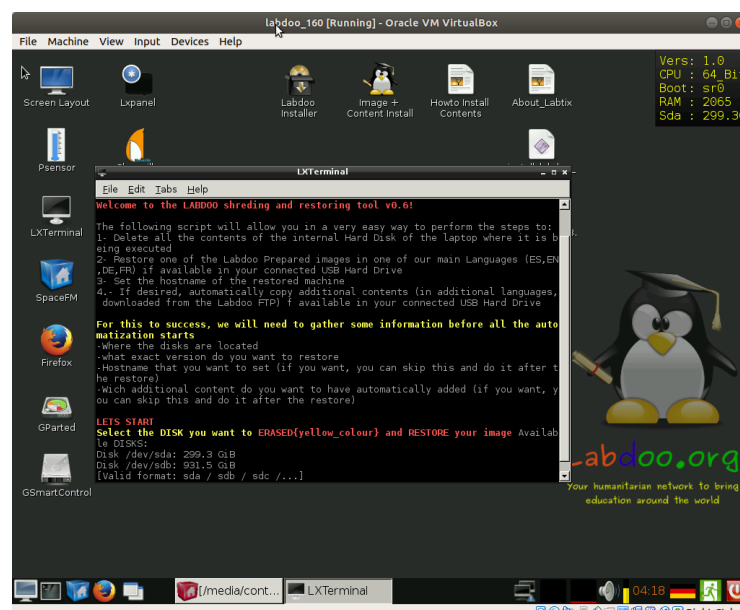 labdoo_160 [Running] - Oracle VM VirtualBox
File Machine View Input Devices Help
Vers: 1.0
CPU : 64_Bi
Boot: sr0
RAM : 2065
Sda : 299.3
Screen Layout
Lxpanel
Labdoo Installer
Image + Content Install
Howto Install Contents
About_Labtix
Psensor
LXTerminal
File Edit Tabs Help
Welcome to the LABDOO shreding and restoring tool v0.6!
The following script will allow you in a very easy way to perform the steps to:
1- Delete all the contents of the internal Hard Disk of the laptop where it is b
eing executed
2- Restore one of the Labdoo Prepared images in one of our main Languages (ES,EN
,DE,FR) if available in your connected USB Hard Drive
3- Set the hostname of the restored machine
4.- If desired, automatically copy additional contents (in additional languages,
downloaded from the Labdoo FTP) f available in your connected USB Hard Drive
For this to success, we will need to gather some information before all the auto
matization starts
-Where the disks are located
-what exact version do you want to restore
-Hostname that you want to set (if you want, you can skip this and do it after t
he restore)
-Wich additional content do you want to have automatically added (if you want, y
ou can skip this and do it after the restore)
LETS START
Select the DISK you want to ERASED{yellow_colour} and RESTORE your image Availab
le DISKS:
Disk /dev/sda: 299.3 GiB
Disk /dev/sdb: 931.5 GiB
[Valid format: sda / sdb / sdc /...]
LXTerminal
SpaceFM
Firefox
GParted
GSmartControl
Labdoo.org
Your humanitarian network to bring
education around the world
[/media/cont...
LXTerminal
04:18